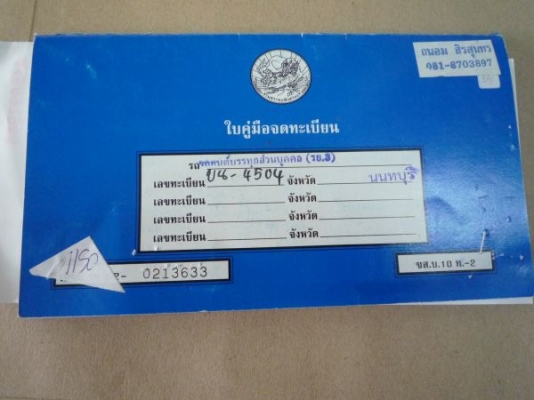 ถนอม สิรสุนทร
081-8703897
ใบคู่มือจดทะเบียน
รถยนต์บรรทุกส่วนบุคคล (รย.3)
เลขทะเบียน บน-4504 จังหวัด นนทบุรี
เลขทะเบียน จังหวัด
เลขทะเบียน จังหวัด
เลขทะเบียน จังหวัด
1150
0213633
ขส.บ.10 ท.-2